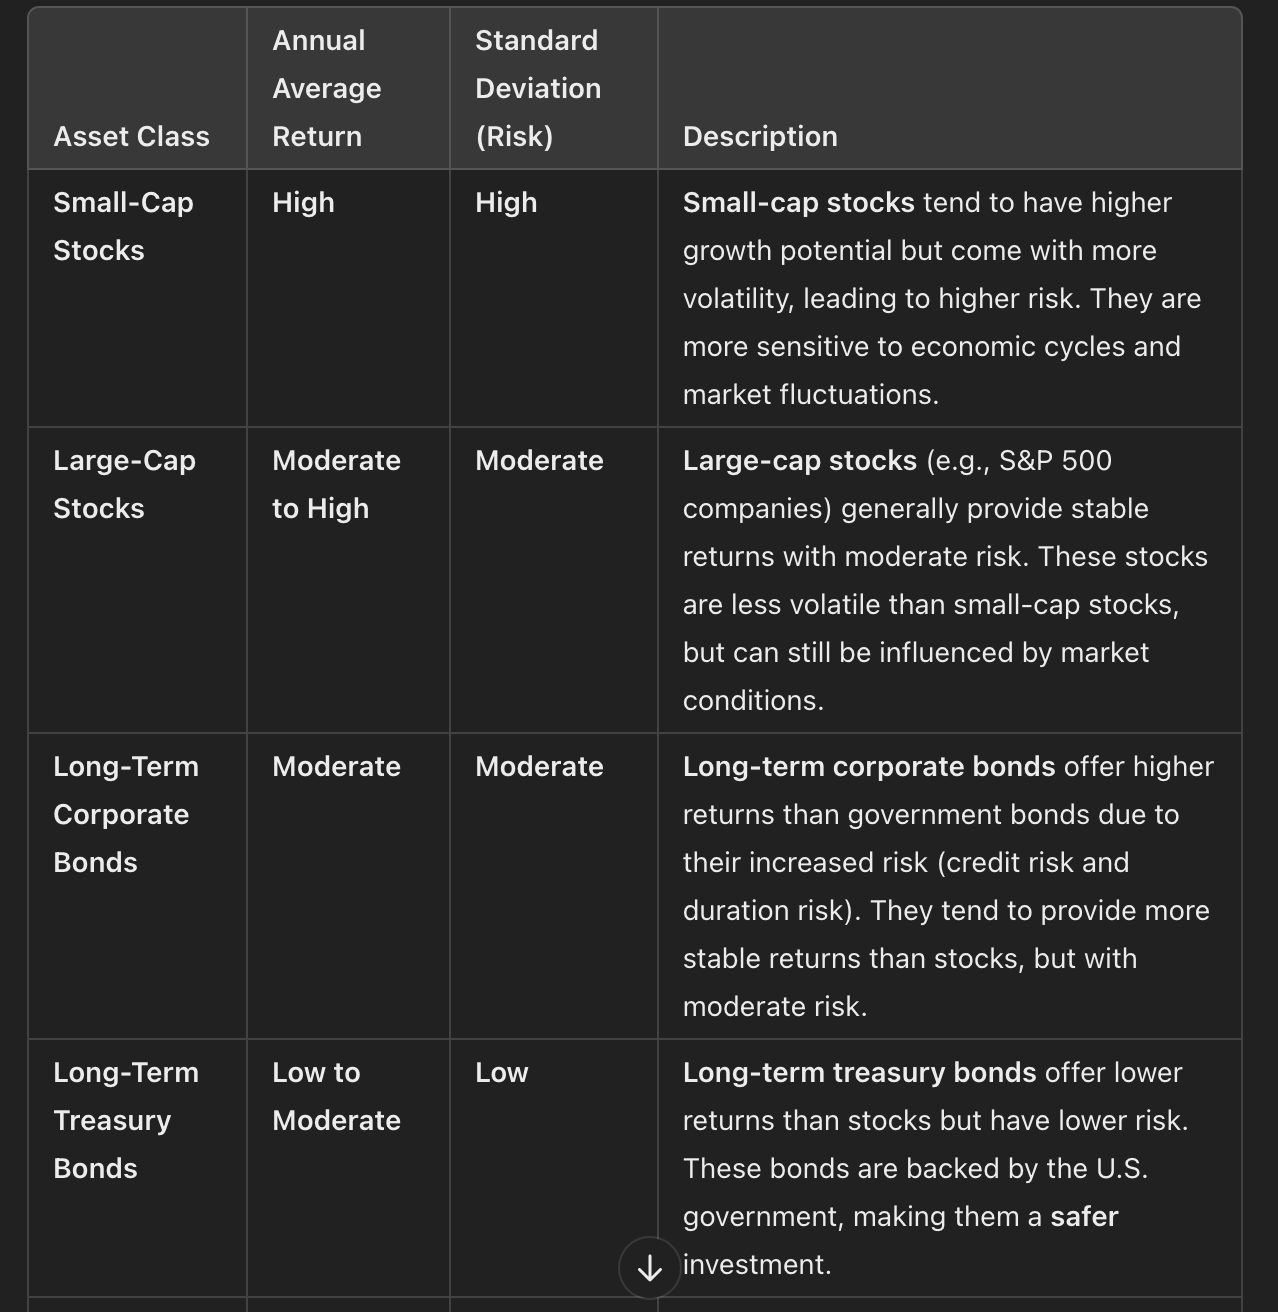 Asset Class
Annual
Average
Return
Standard
Deviation
(Risk)
Description
Small-Cap
Stocks
High
High
Small-cap stocks tend to have higher
growth potential but come with more
volatility, leading to higher risk. They are
more sensitive to economic cycles and
market fluctuations.
Large-Cap
Stocks
Moderate
to High
Moderate
Large-cap stocks (e.g., S&P 500
companies) generally provide stable
returns with moderate risk. These stocks
are less volatile than small-cap stocks,
but can still be influenced by market
conditions.
Long-Term
Corporate
Bonds
Moderate
Moderate
Long-term corporate bonds offer higher
returns than government bonds due to
their increased risk (credit risk and
duration risk). They tend to provide more
stable returns than stocks, but with
moderate risk.
Long-Term
Treasury
Bonds
Low to
Moderate
Low
Long-term treasury bonds offer lower
returns than stocks but have lower risk.
These bonds are backed by the U.S.
government, making them a safer
investment.